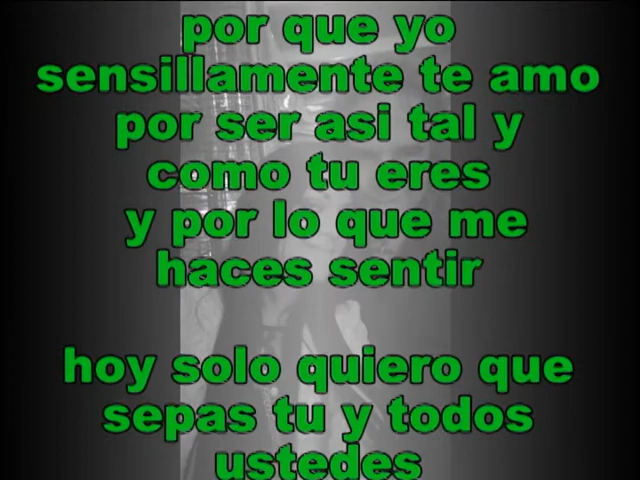 por que yo
sensillamente te amo
por ser asi tal y
como tu eres
y por lo que me
haces sentir
hoy solo quiero que
sepas tu y todos
ustedes